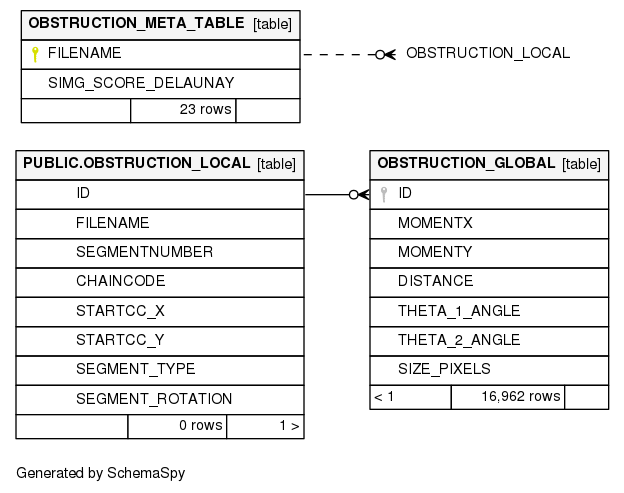 OBSTRUCTION_META_TABLE [table]
FILENAME
OBSTRUCTION_LOCAL
SIMG_SCORE_DELAUNAY
23 rows
PUBLIC.OBSTRUCTION_LOCAL [table]
ID
FILENAME
SEGMENTNUMBER
CHAINCODE
STARTCC_X
STARTCC_Y
SEGMENT_TYPE
SEGMENT_ROTATION
0 rows 1 >
OBSTRUCTION_GLOBAL [table]
ID
MOMENTX
MOMENTY
DISTANCE
THETA_1_ANGLE
THETA_2_ANGLE
SIZE_PIXELS
< 1 16,962 rows
Generated by SchemaSpy